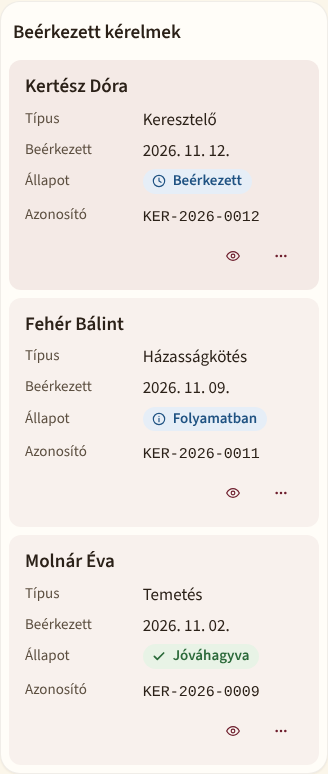 Beérkezett kérelmek
Kertész Dóra
Típus Keresztelő
Beérkezett 2026. 11. 12.
Állapot Beérkezett
Azonosító KER-2026-0012
Fehér Bálint
Típus Házasságkötés
Beérkezett 2026. 11. 09.
Állapot Folyamatban
Azonosító KER-2026-0011
Molnár Éva
Típus Temetés
Beérkezett 2026. 11. 02.
Állapot Jóváhagyva
Azonosító KER-2026-0009